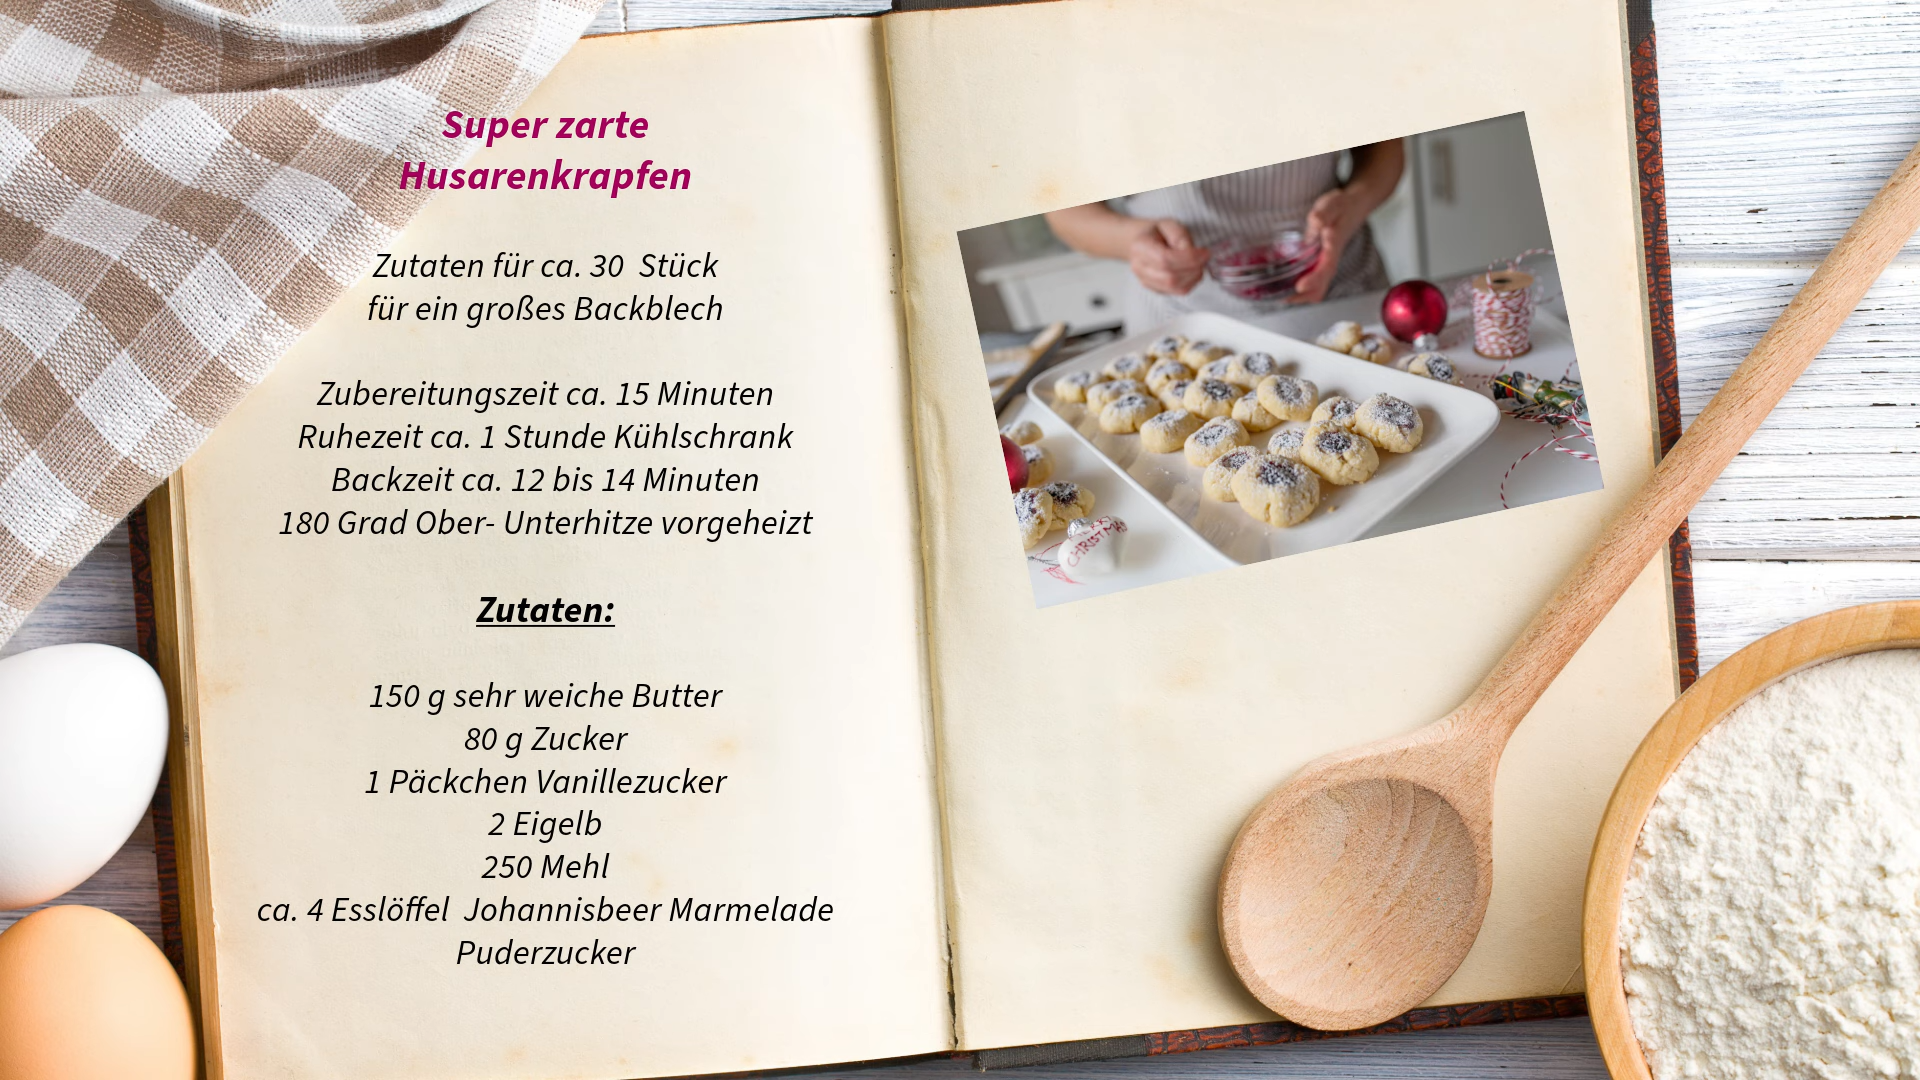 Super zarte
Husarenkrapfen
Zutaten für ca. 30  Stück
für ein großes Backblech
Zubereitungszeit ca. 15 Minuten
Ruhezeit ca. 1 Stunde Kühlschrank
Backzeit ca. 12 bis 14 Minuten
180 Grad Ober- Unterhitze vorgeheizt
Zutaten:
150 g sehr weiche Butter
80 g Zucker
1 Päckchen Vanillezucker
2 Eigelb
250 Mehl
ca. 4 Esslöffel  Johannisbeer Marmelade
Puderzucker
CHRISTMAS